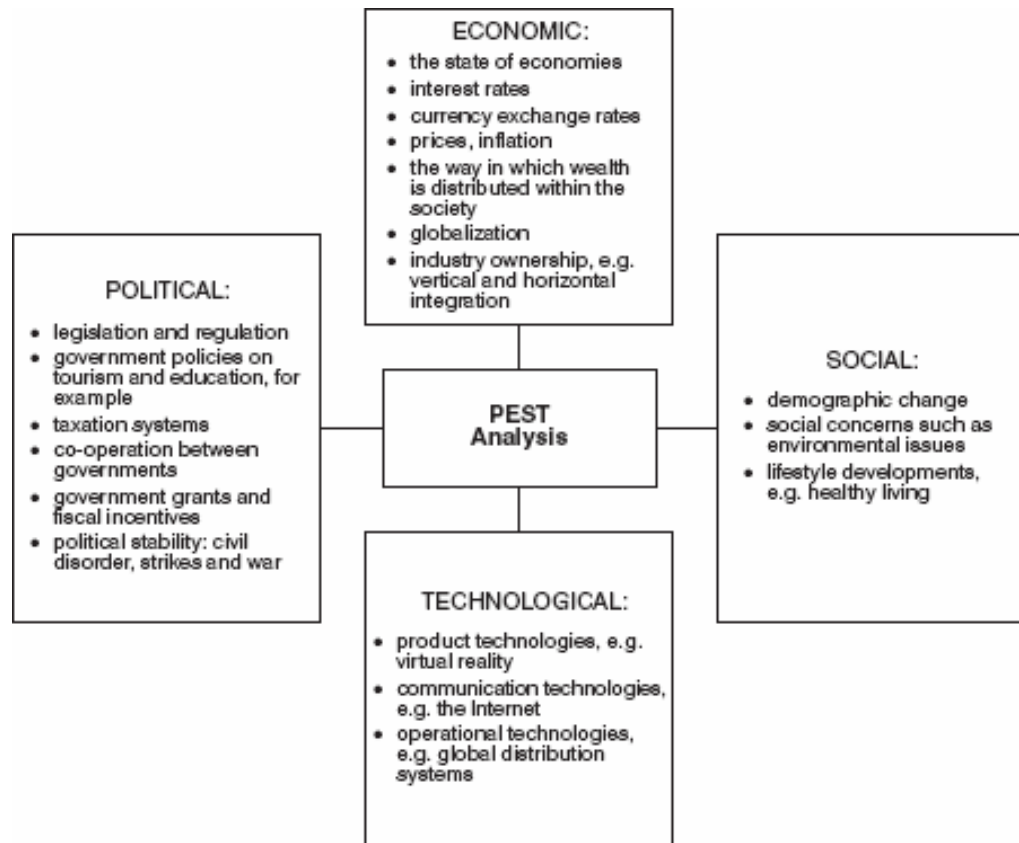 ECONOMIC:
• the state of economies
• interest rates
• currency exchange rates
• prices, inflation
• the way in which wealth
is distributed within the
society
• globalization
• industry ownership, e.g.
vertical and horizontal
integration
POLITICAL:
• legislation and regulation
• government policies on
tourism and education, for
example
• taxation systems
• co-operation between
governments
• government grants and
fiscal incentives
• political stability: civil
disorder, strikes and war
PEST
Analysis
SOCIAL:
• demographic change
• social concerns such as
environmental issues
• lifestyle developments,
e.g. healthy living
TECHNOLOGICAL:
• product technologies, e.g.
virtual reality
• communication technologies,
e.g. the Internet
• operational technologies,
e.g. global distribution
systems